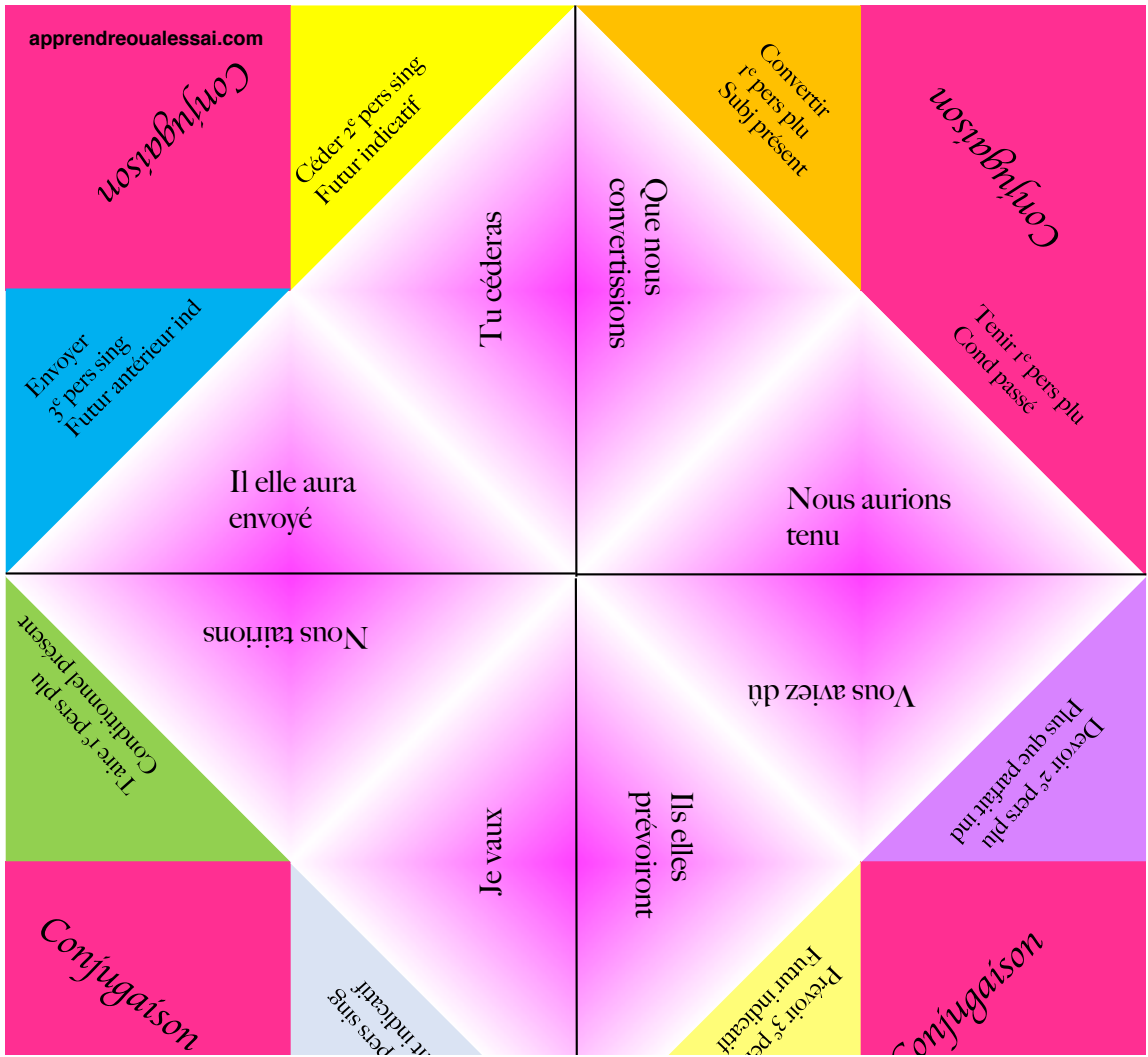 apprendreoualessai.com
Conjugaison
Céder 2e pers sing
Futur indicatif
Convertir
1e pers plu
Subj présent
Conjugaison
Envoyer
3e pers sing
Futur antérieur ind
Tu céderas
Que nous
convertissions
Tenir 1e pers plu
Cond passé
Il elle aura
envoyé
Nous aurions
tenu
Nous tairions
Vous aviez dû
Taire 1e pers plu
Conditionnel présent
Je vaux
Ils elles
prévoiront
Devoir 2e pers plu
Plus que parfait ind
Conjugaison
pers sing
indicatif
Prévoir 3e
Futur indicatif
Conjugaison